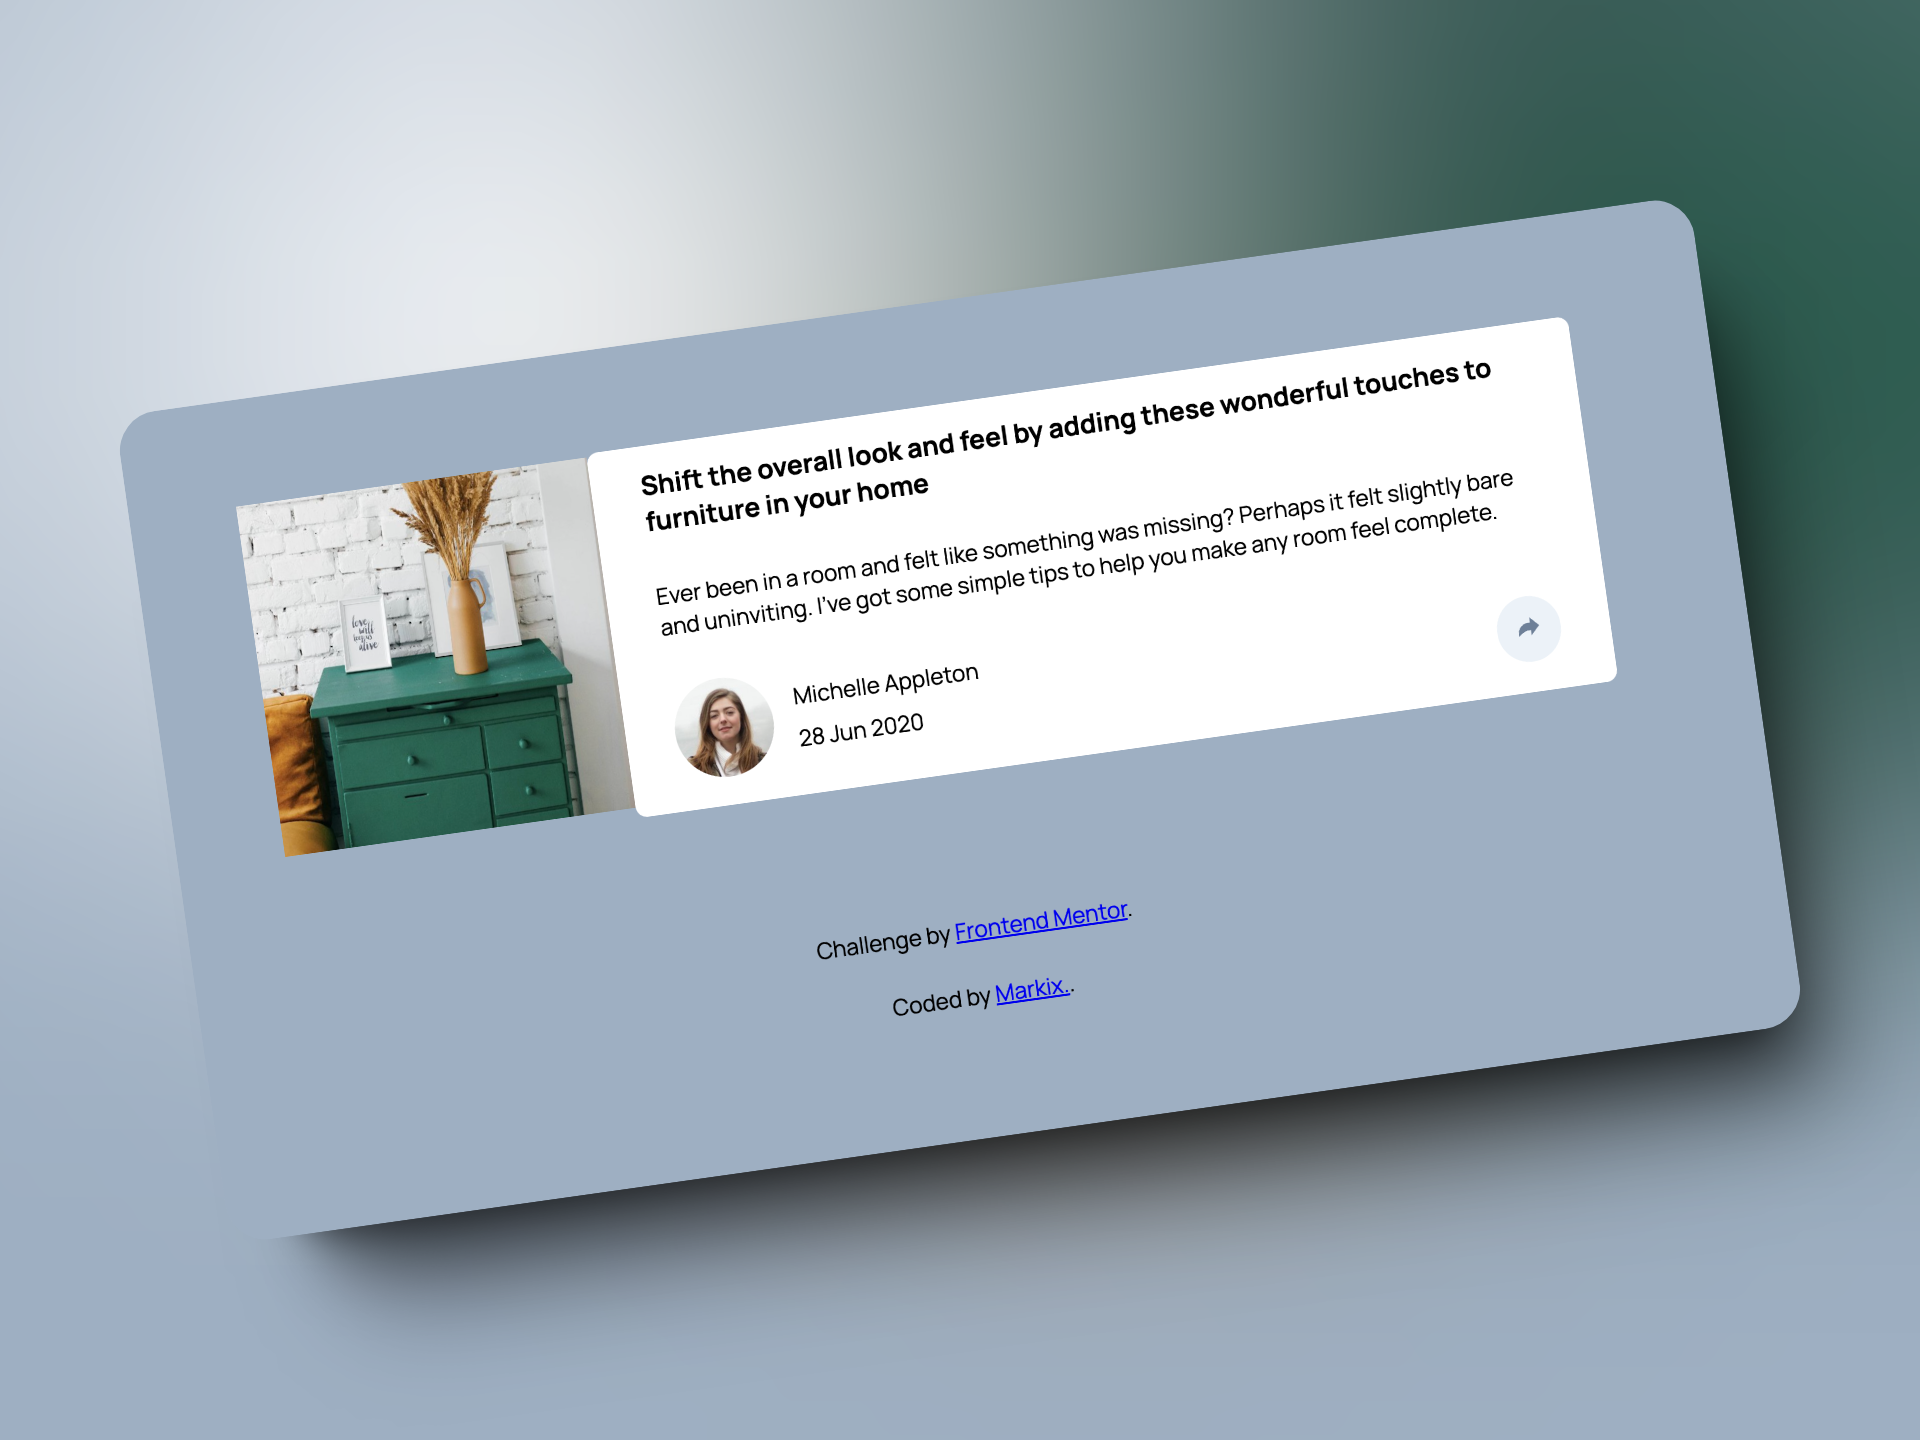 Shift the overall look and feel by adding these wonderful touches to
furniture in your home
Ever been in a room and felt like something was missing? Perhaps it felt slightly bare
and uninviting. I've got some simple tips to help you make any room feel complete.
love
will
keep us
alive
Michelle Appleton
28 Jun 2020
Challenge by Frontend Mentor.
Coded by Markix..